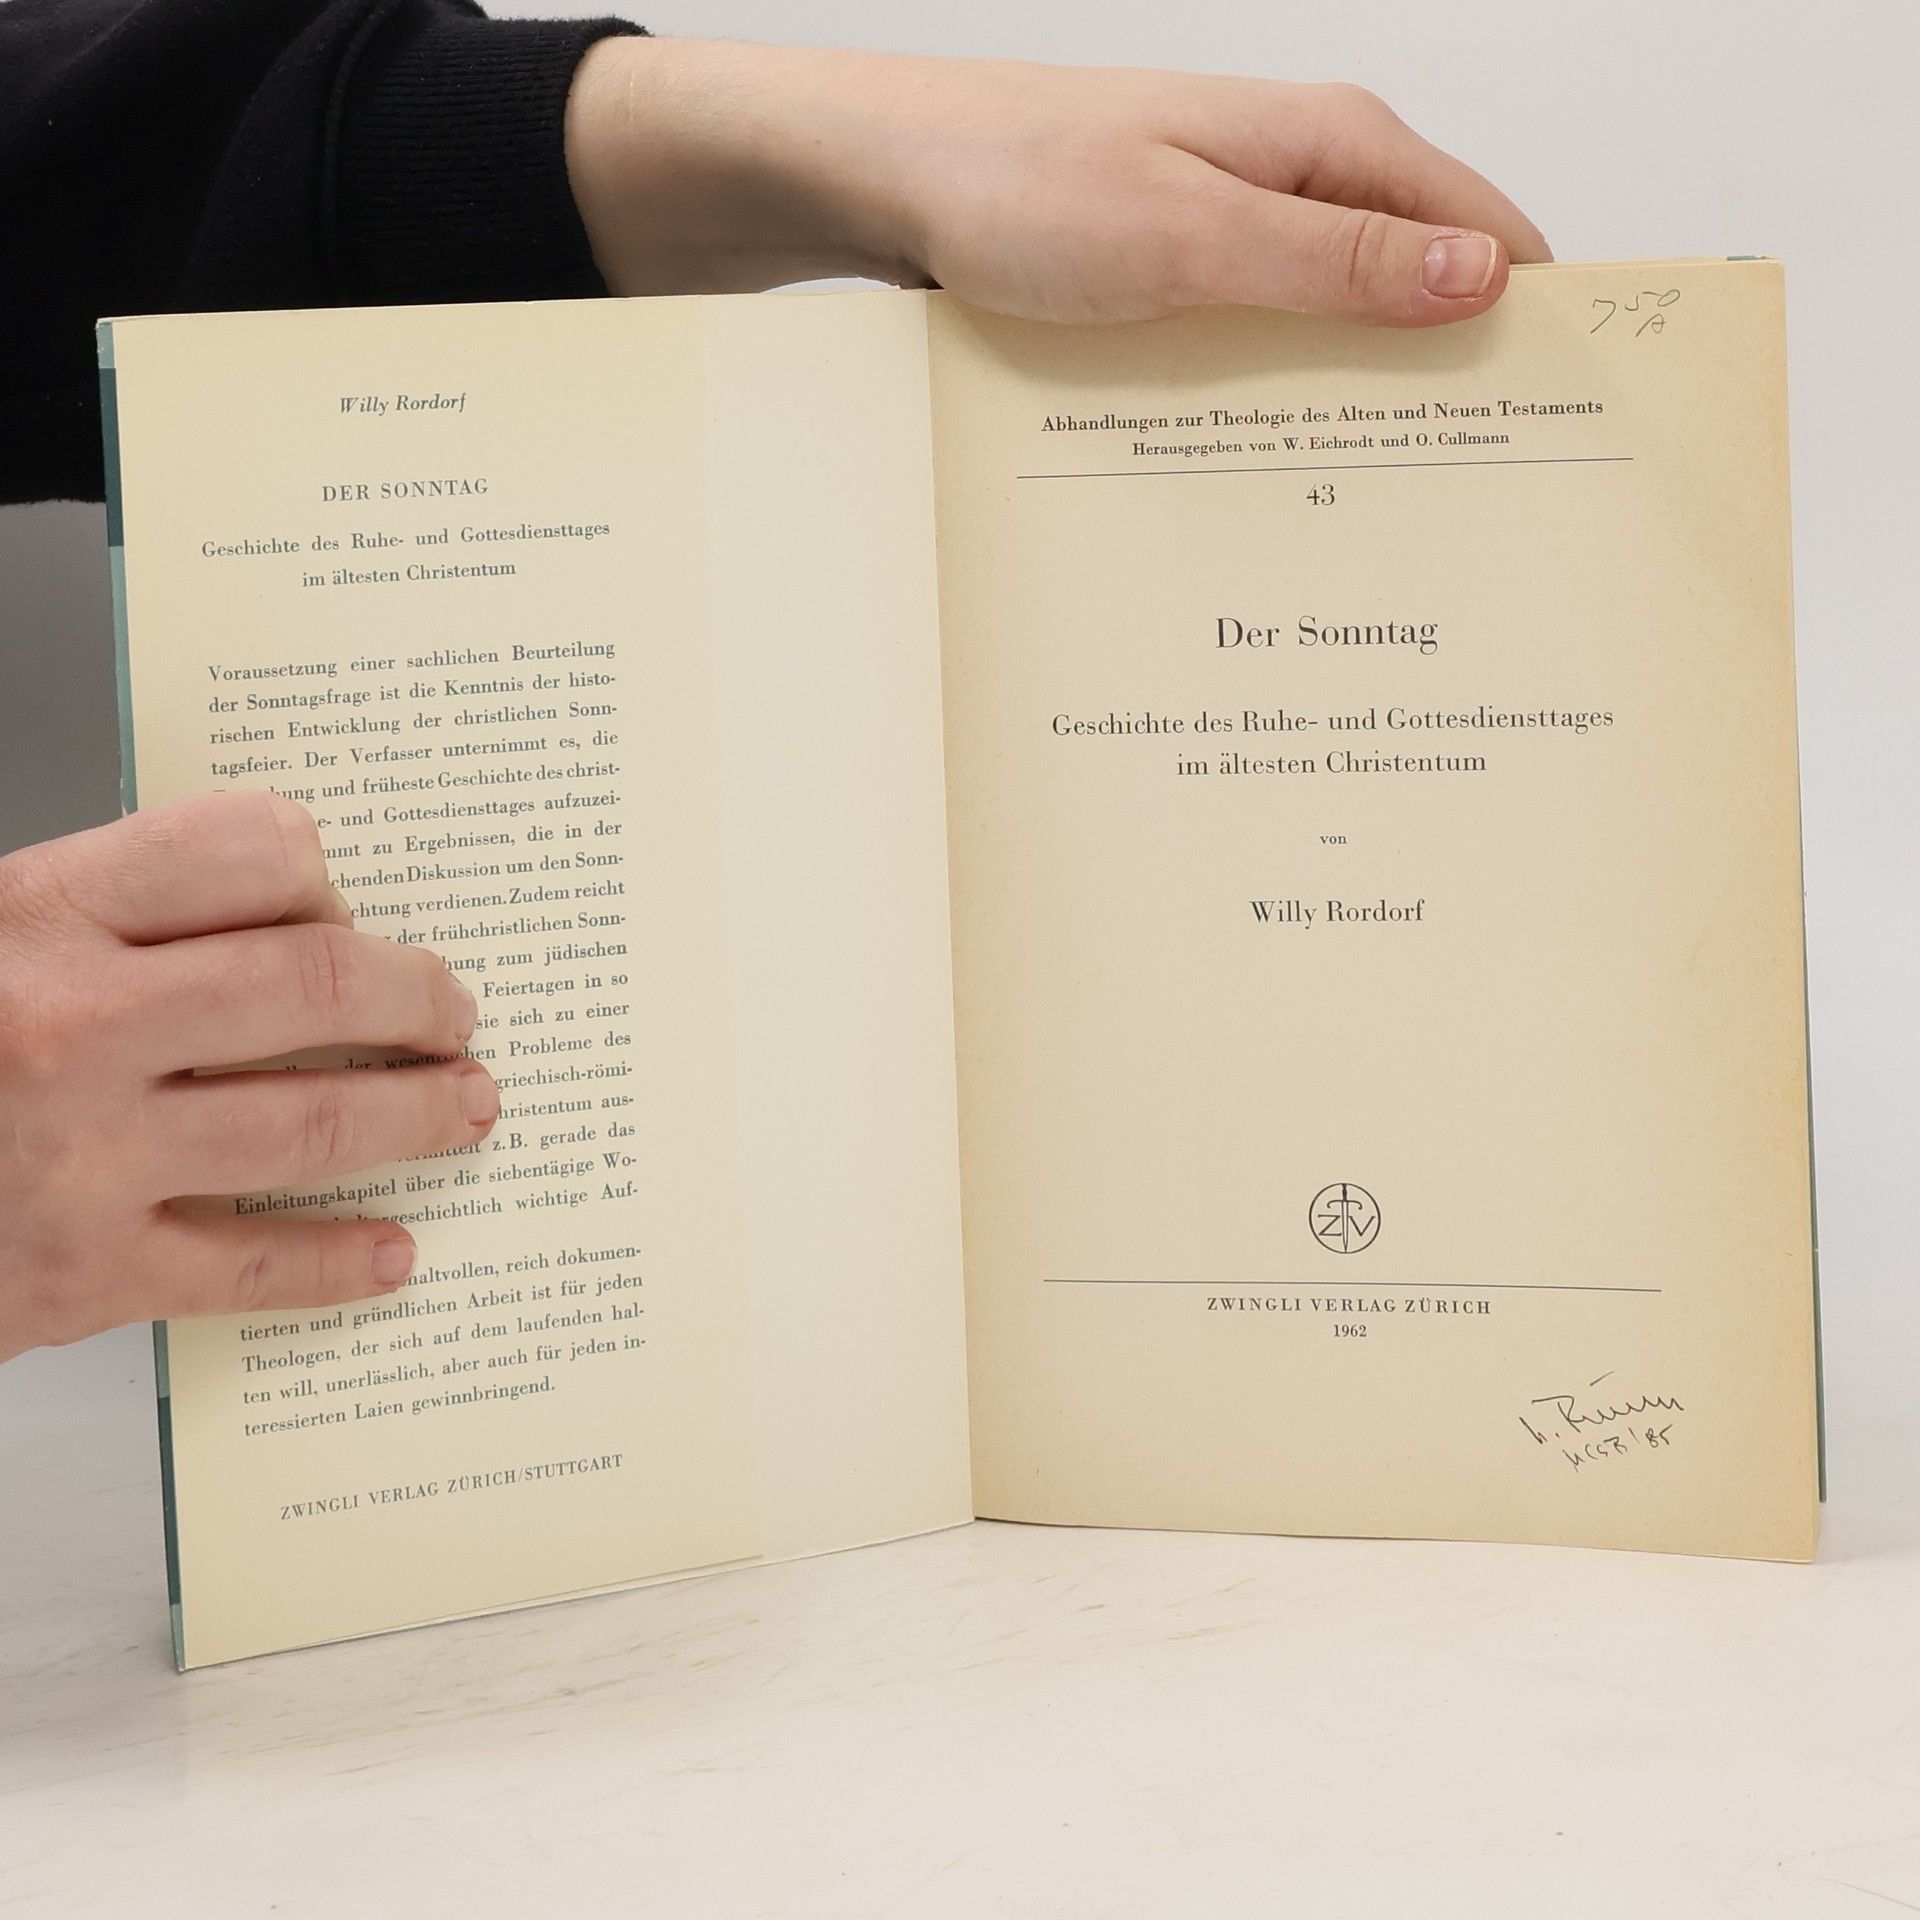 Willy Rordorf
DER SONNTAG
Geschichte des Ruhe- und Gottesdiensttages
im ältesten Christentum
Voraussetzung einer sachlichen Beurteilung
der Sonntagsfrage ist die Kenntnis der histo-
rischen Entwicklung der christlichen Sonn-
tagsfeier. Der Verfasser unternimmt es, die
und früheste Geschichte des christ-
und Gottesdiensttages aufzuzei-
zu Ergebnissen, die in der
Diskussion um den Sonn-
verdienen. Zudem reicht
der frühchristlichen Sonn-
zum jüdischen
Feiertagen in so
sie sich zu einer
der wesentlichen Probleme des
griechisch-römi-
aus-
z.B. gerade das
Einleitungskapitel über die siebentägige Wo-
wichtige Auf-
reich dokumen-
tierten und gründlichen Arbeit ist für jeden
Theologen, der sich auf dem laufenden hal-
ten will, unerlässlich, aber auch für jeden in-
teressierten Laien gewinnbringend.
ZWINGLI VERLAG ZÜRICH/STUTTGART
750
Abhandlungen zur Theologie des Alten und Neuen Testaments
Herausgegeben von W. Eichrodt und O. Cullmann
43
Der Sonntag
Geschichte des Ruhe- und Gottesdiensttages
im ältesten Christentum
von
Willy Rordorf
ZV
ZWINGLI VERLAG ZÜRICH
1962